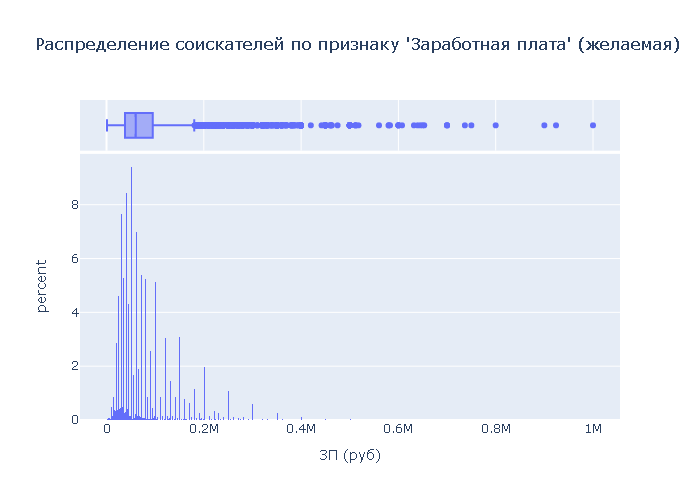 Распределение соискателей по признаку 'Заработная плата' (желаемая)
8
6
4
2
0
percent
0 0.2M 0.4M 0.6M 0.8M 1M
ЗП (руб)